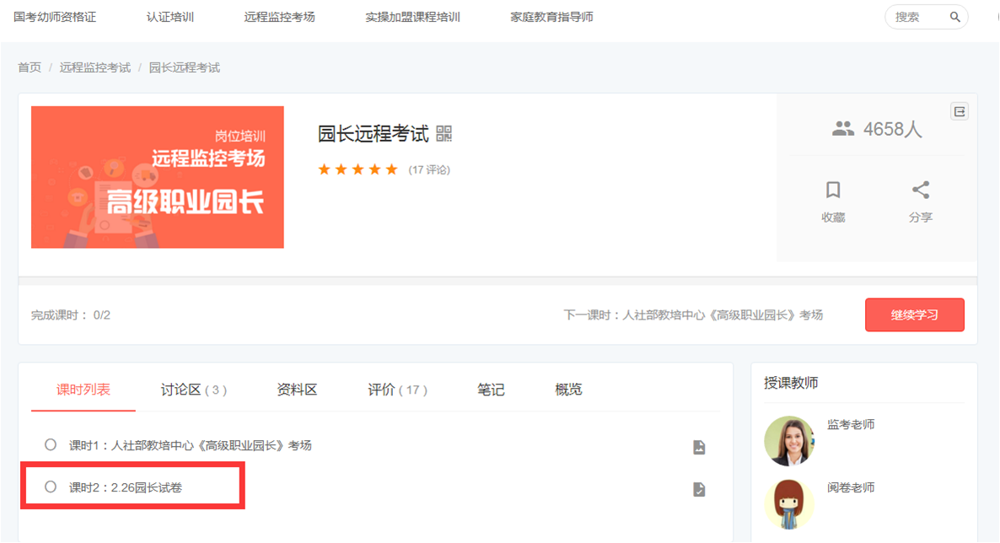 国考幼师资格证 认证培训 远程监控考场 实操加盟课程培训 家庭教育指导师 搜索
首页 / 远程监控考试 / 园长远程考试
岗位培训
远程监控考场
高级职业园长
园长远程考试
(17 评论)
4658人
收藏 分享
完成课时： 0/2
下一课时：人社部教培中心《高级职业园长》考场
继续学习
课时列表 讨论区 ( 3 ) 资料区 评价 ( 17 ) 笔记 概览
课时1：人社部教培中心《高级职业园长》考场
课时2：2.26园长试卷
授课教师
监考老师
阅卷老师